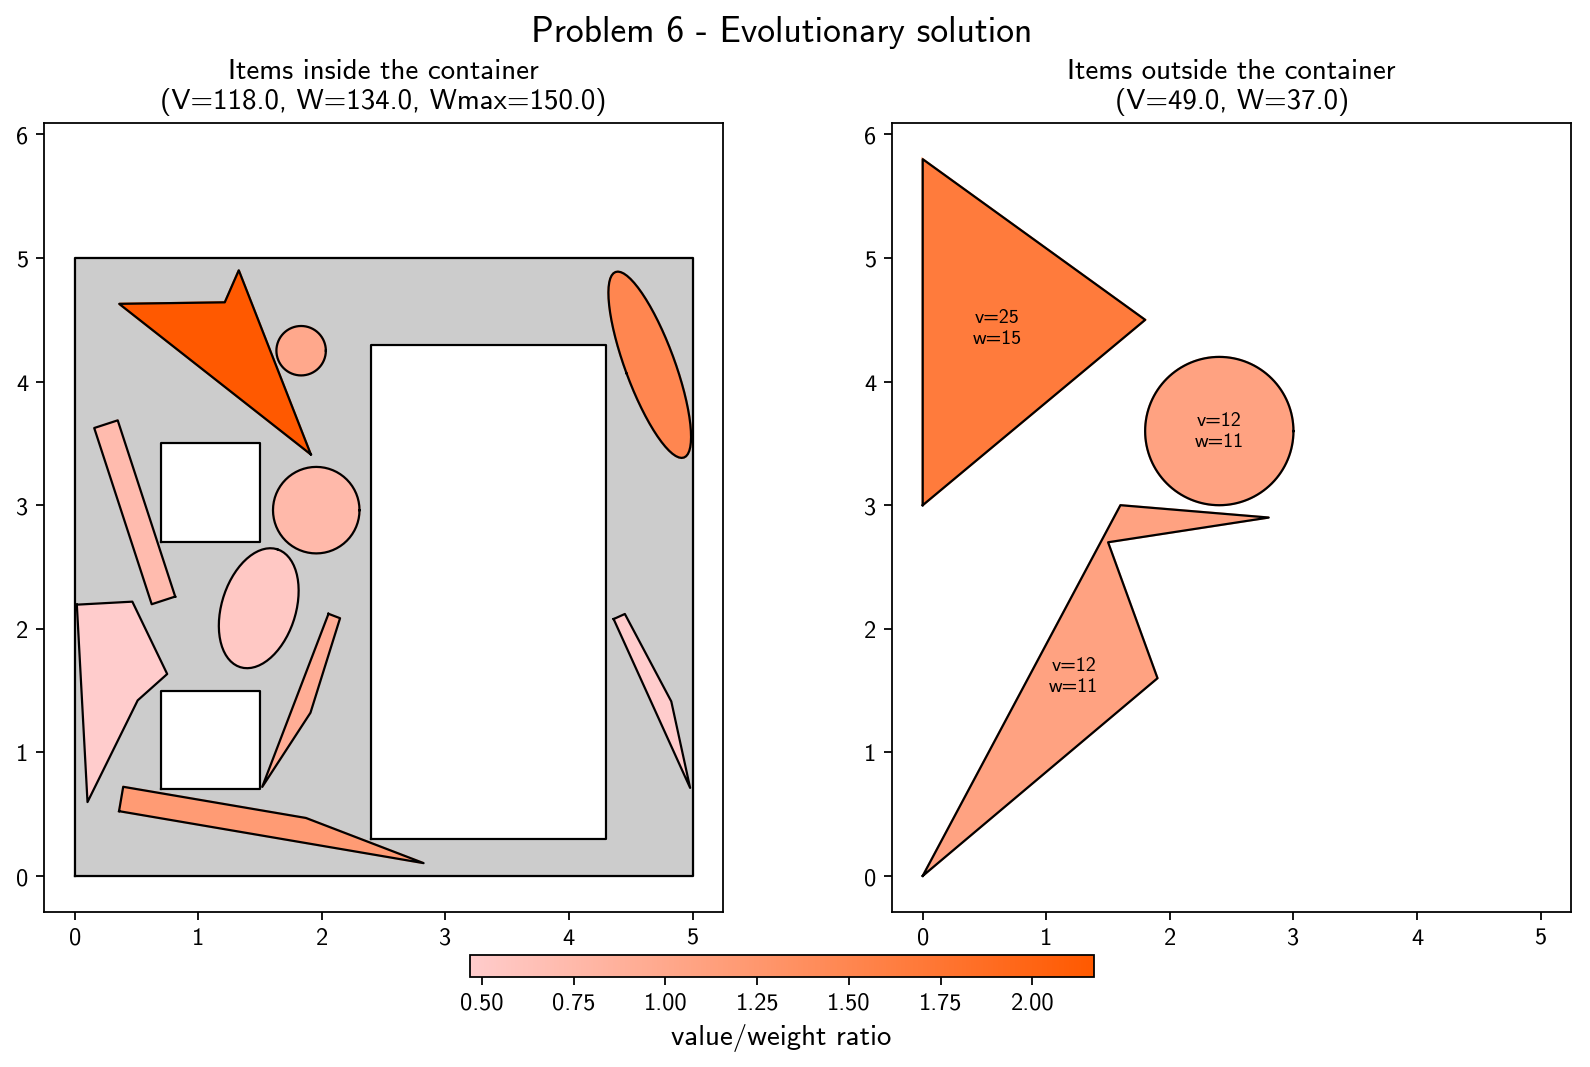 Problem 6 - Evolutionary solution
Items inside the container
(V=118.0, W=134.0, Wmax=150.0)
6
5
4
3
2
1
0
0 1 2 3 4 5
Items outside the container
(V=49.0, W=37.0)
6
5
4
3
2
1
0
v=25
w=15
v=12
w=11
v=12
w=11
0 1 2 3 4 5
0.50 0.75 1.00 1.25 1.50 1.75 2.00
value/weight ratio